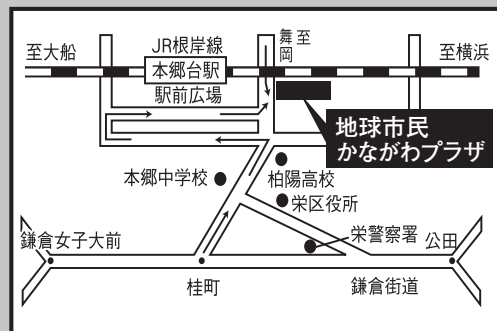 至大船
JR根岸線
本郷台駅
駅前広場
至
舞岡
至横浜
地球市民
かながわプラザ
本郷中学校
柏陽高校
栄区役所
栄警察署
公田
鎌倉女子大前
桂町
鎌倉街道